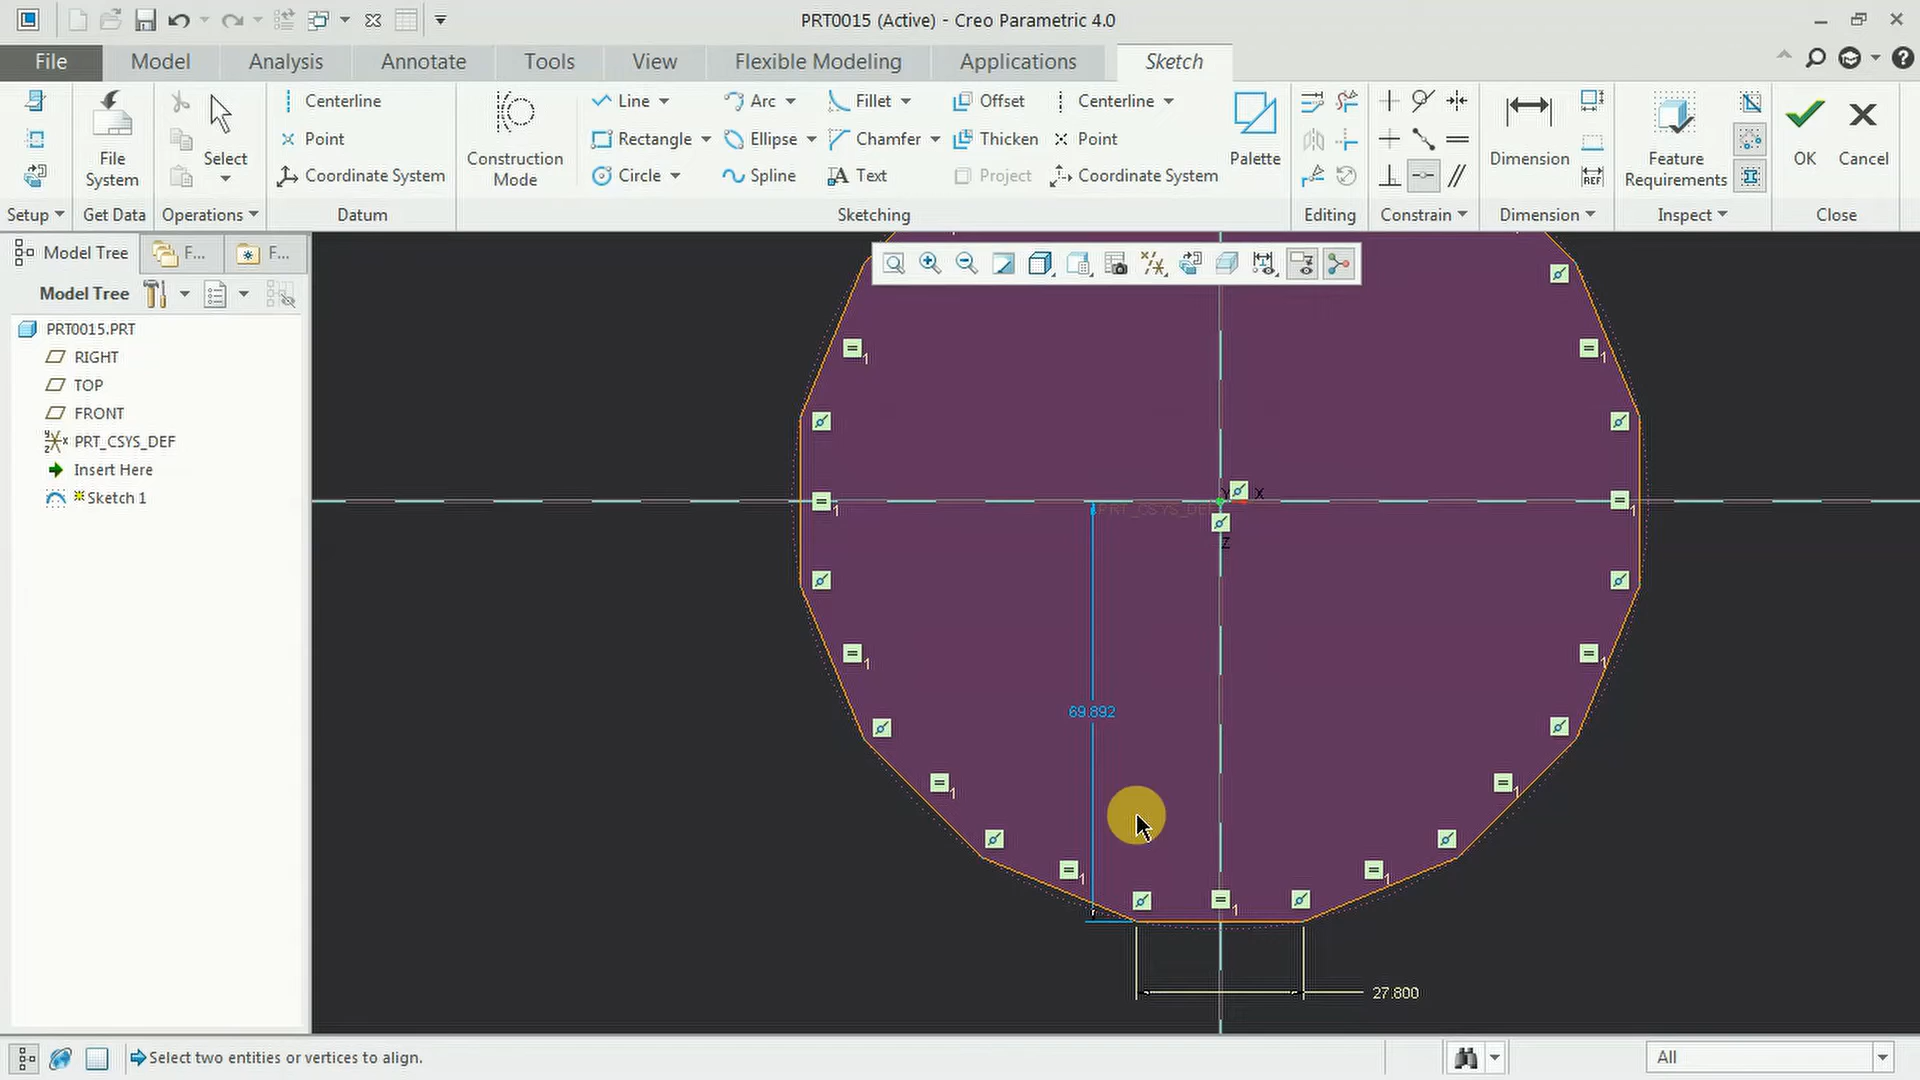 PRT0015 (Active) - Creo Parametric 4.0
File Model Analysis Annotate Tools View Flexible Modeling Applications Sketch
Centerline
Point
Coordinate System
File System
Select
Construction Mode
Line Arc Fillet Offset Centerline
Rectangle Ellipse Chamfer Thicken Point
Circle Spline Text Project Coordinate System
Palette
Dimension
REF
Feature Requirements
OK
Cancel
Setup Get Data Operations Datum Sketching Editing Constrain Dimension Inspect Close
Model Tree F... F...
Model Tree
PRT0015.PRT
RIGHT
TOP
FRONT
PRT_CSYS_DEF
Insert Here
Sketch 1
X
PRT_CSYS_DEF
Z
69.892
27.800
Select two entities or vertices to align.
All